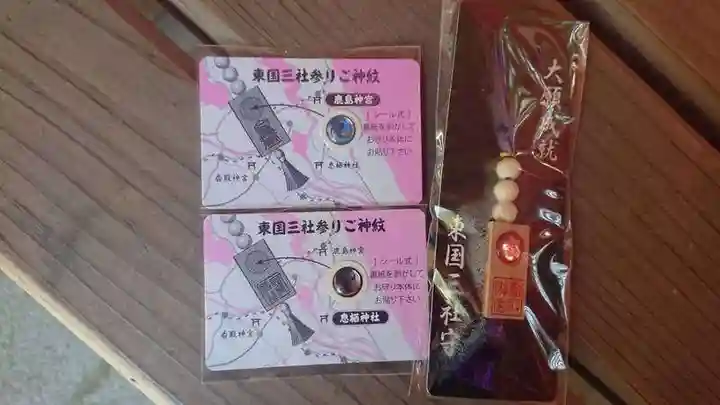 東国三社参りご神紋
鹿島神宮
[シール式]
裏紙を剥がして
お守り本体に
お貼り下さい
息栖神社
香取神宮
東国三社参りご神紋
鹿島神宮
[シール式]
裏紙を剥がして
お守り本体に
お貼り下さい
香取神宮
息栖神社
大願成就
東国三社守